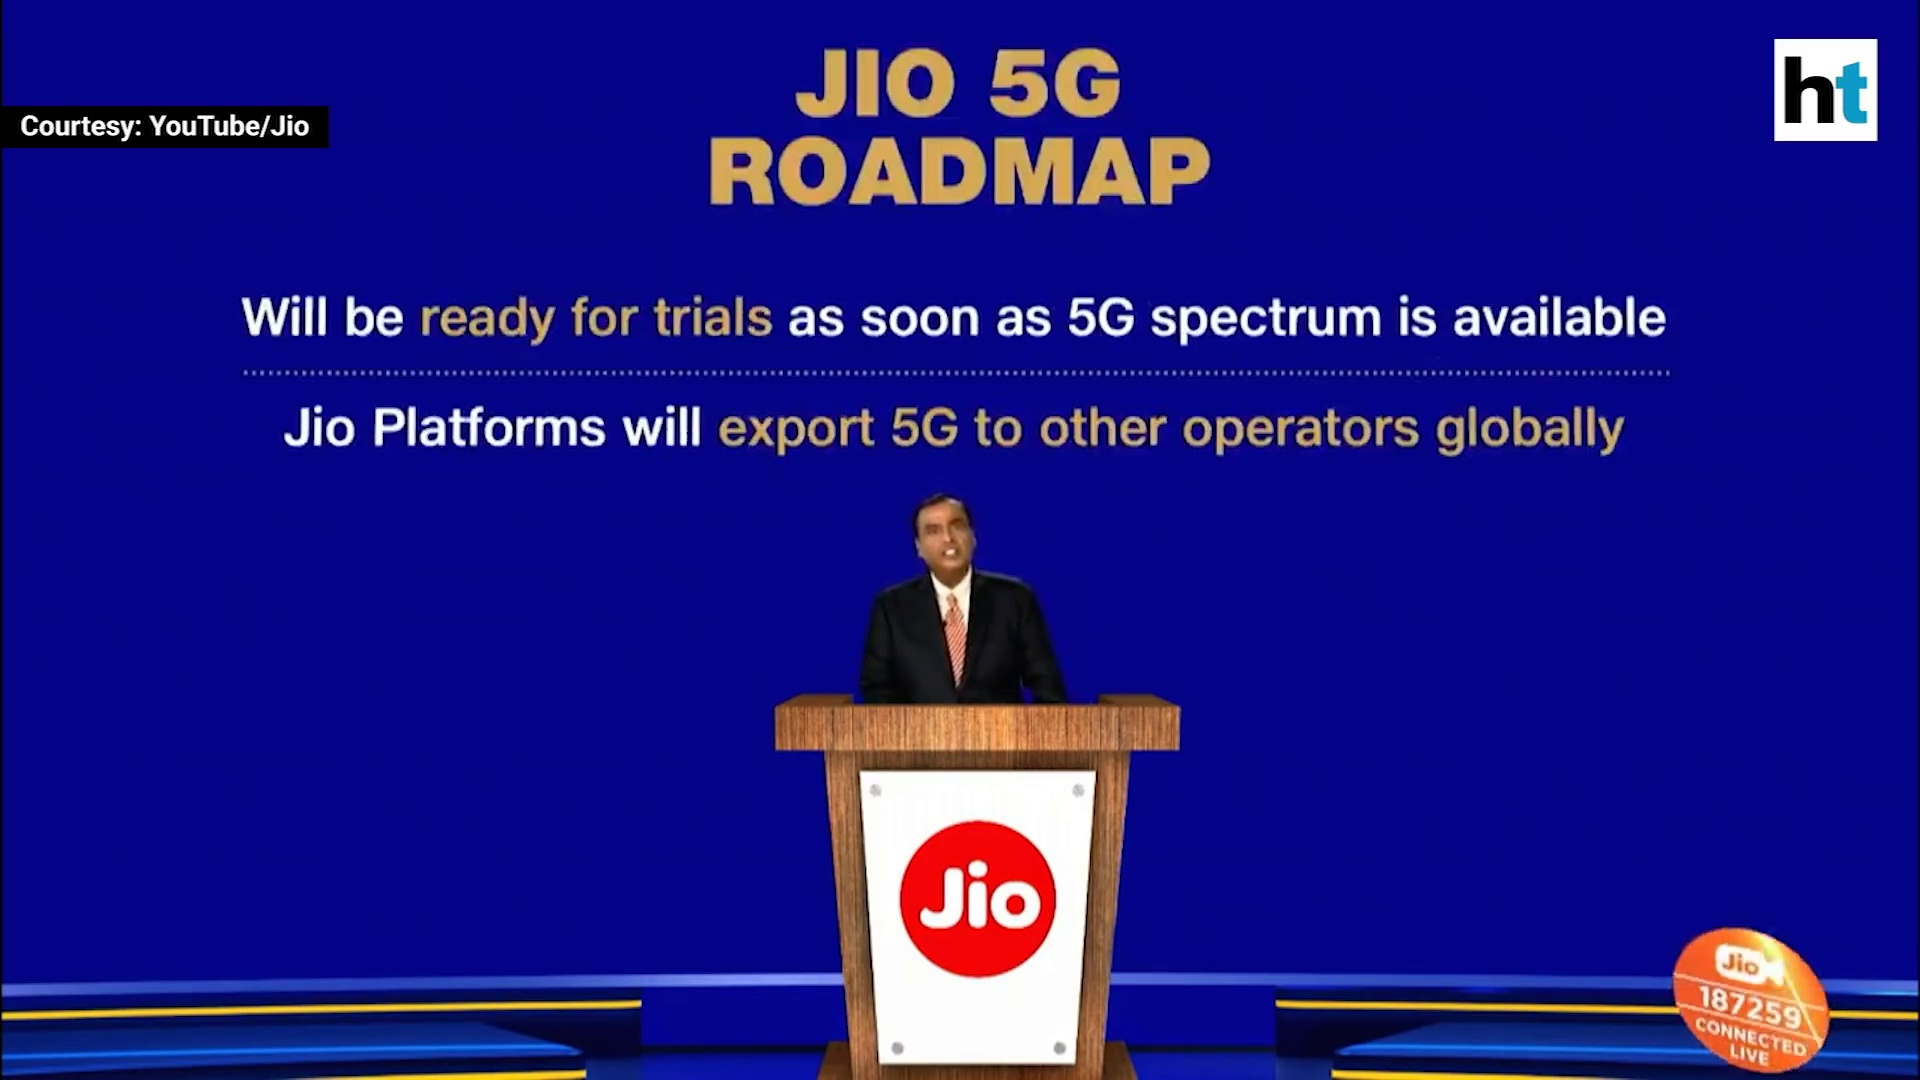 JIO 5G
ROADMAP
ht
Courtesy: YouTube/Jio
Will be ready for trials as soon as 5G spectrum is available
Jio Platforms will export 5G to other operators globally
Jio
Jio
187259
CONNECTED
LIVE